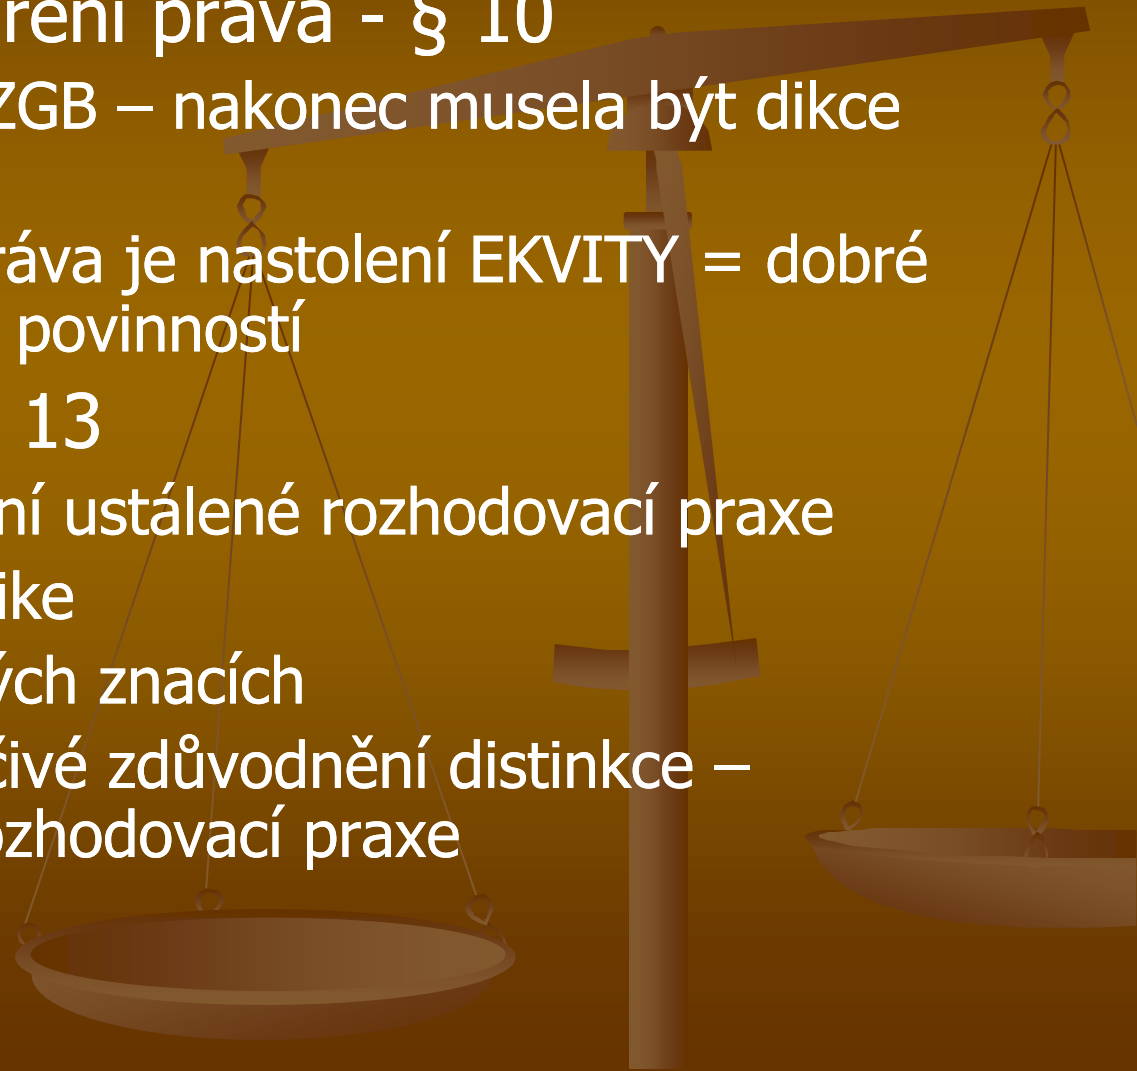 ření práva - § 10
ZGB – nakonec musela být dikce
ráva je nastolení EKVITY = dobré
povinností
13
ní ustálené rozhodovací praxe
ike
ých znacích
čivé zdůvodnění distinkce –
ozhodovací praxe